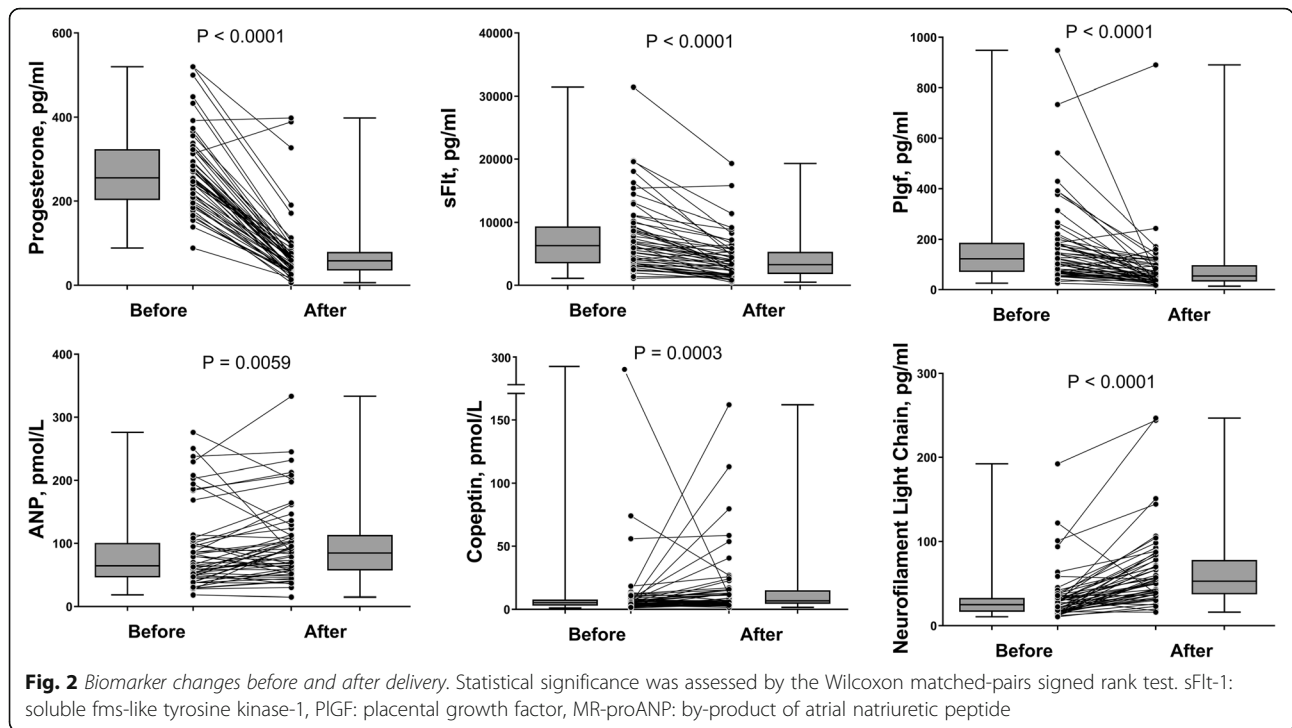 P < 0.0001
Progesterone, pg/ml
600
400
200
0
Before After
P < 0.0001
sFlt, pg/ml
40000
30000
20000
10000
0
Before After
P < 0.0001
Plgf, pg/ml
1000
800
600
400
200
0
Before After
P = 0.0059
ANP, pmol/L
400
300
200
100
0
Before After
P = 0.0003
Copeptin, pmol/L
300
150
100
50
0
Before After
P < 0.0001
Neurofilament Light Chain, pg/ml
300
200
100
0
Before After
Fig. 2 Biomarker changes before and after delivery. Statistical significance was assessed by the Wilcoxon matched-pairs signed rank test. sFlt-1:
soluble fms-like tyrosine kinase-1, PlGF: placental growth factor, MR-proANP: by-product of atrial natriuretic peptide